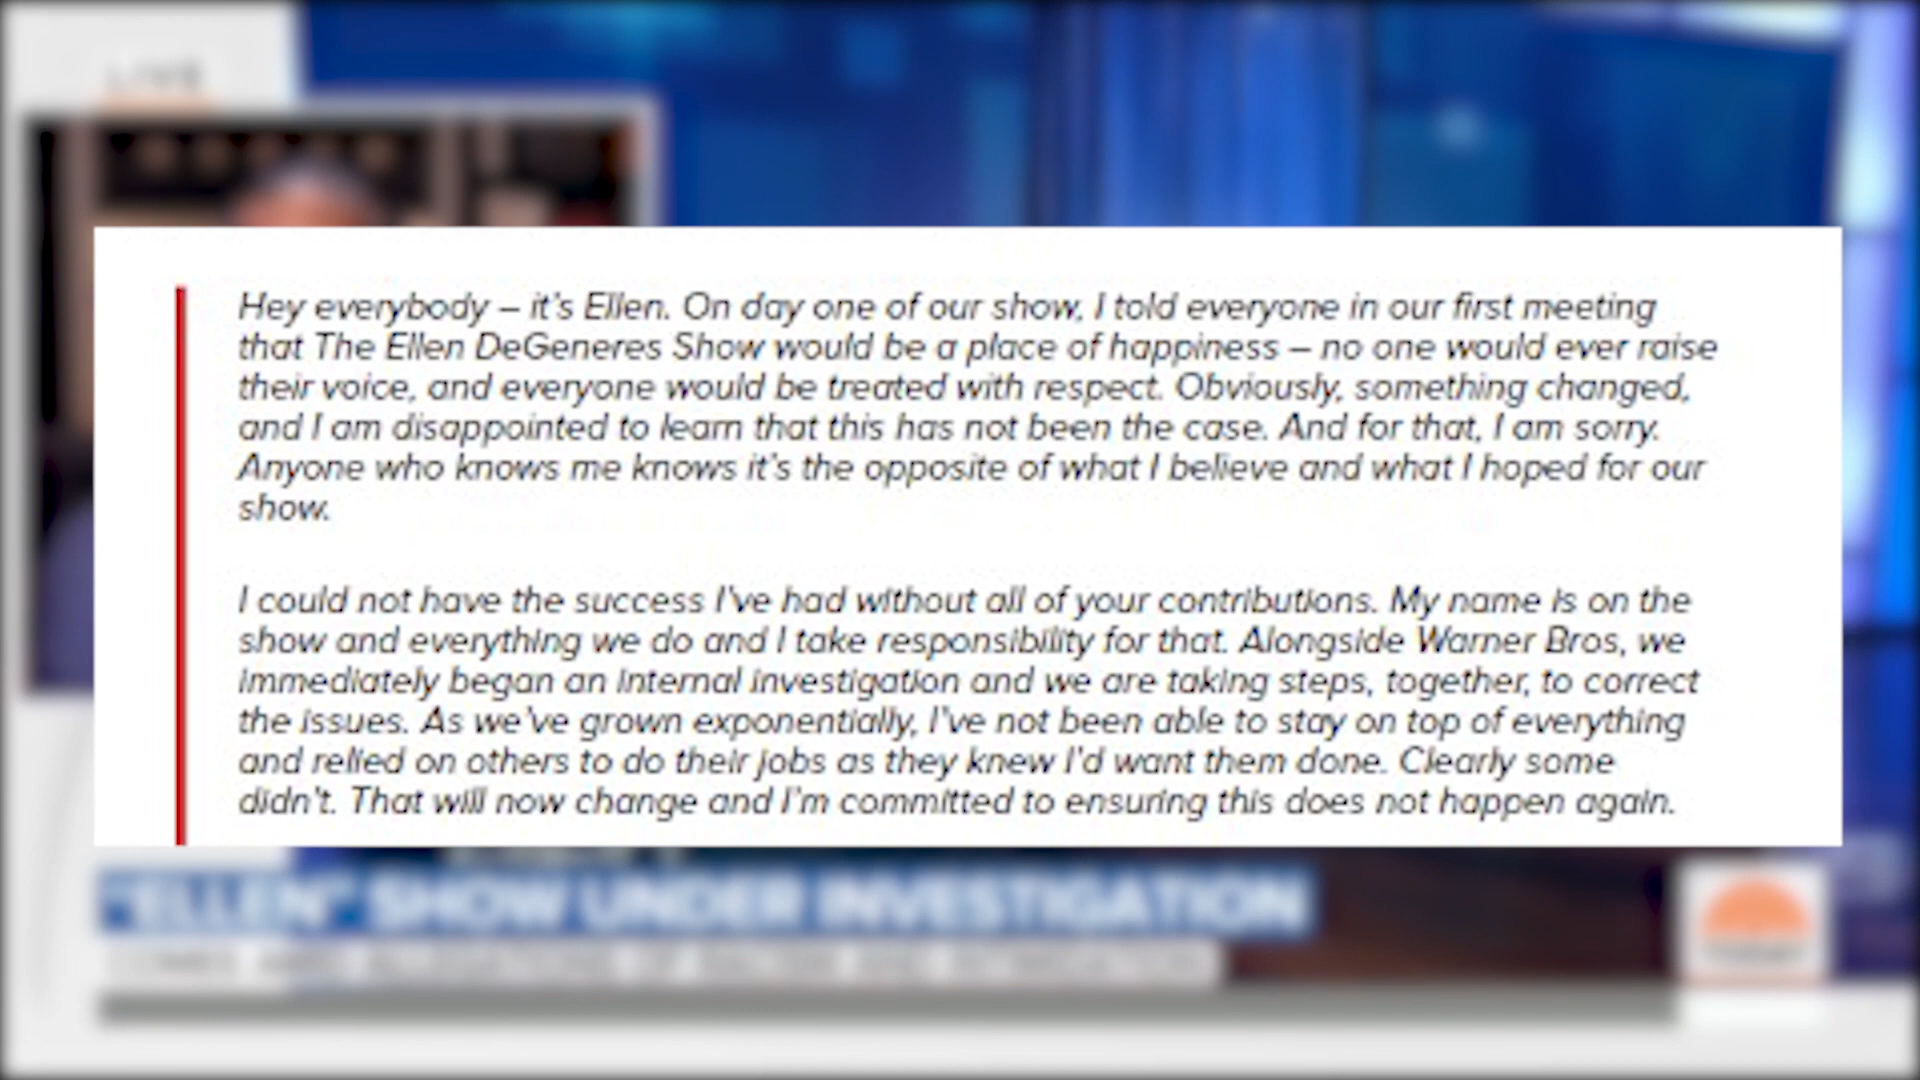 LIVE
Hey everybody – it's Ellen. On day one of our show, I told everyone in our first meeting
that The Ellen DeGeneres Show would be a place of happiness – no one would ever raise
their voice, and everyone would be treated with respect. Obviously, something changed,
and I am disappointed to learn that this has not been the case. And for that, I am sorry.
Anyone who knows me knows it's the opposite of what I believe and what I hoped for our
show.
I could not have the success I've had without all of your contributions. My name is on the
show and everything we do and I take responsibility for that. Alongside Warner Bros, we
immediately began an internal investigation and we are taking steps, together, to correct
the issues. As we've grown exponentially, I've not been able to stay on top of everything
and relied on others to do their jobs as they knew I'd want them done. Clearly some
didn't. That will now change and I'm committed to ensuring this does not happen again.
"ELLEN" SHOW UNDER INVESTIGATION
TODAY